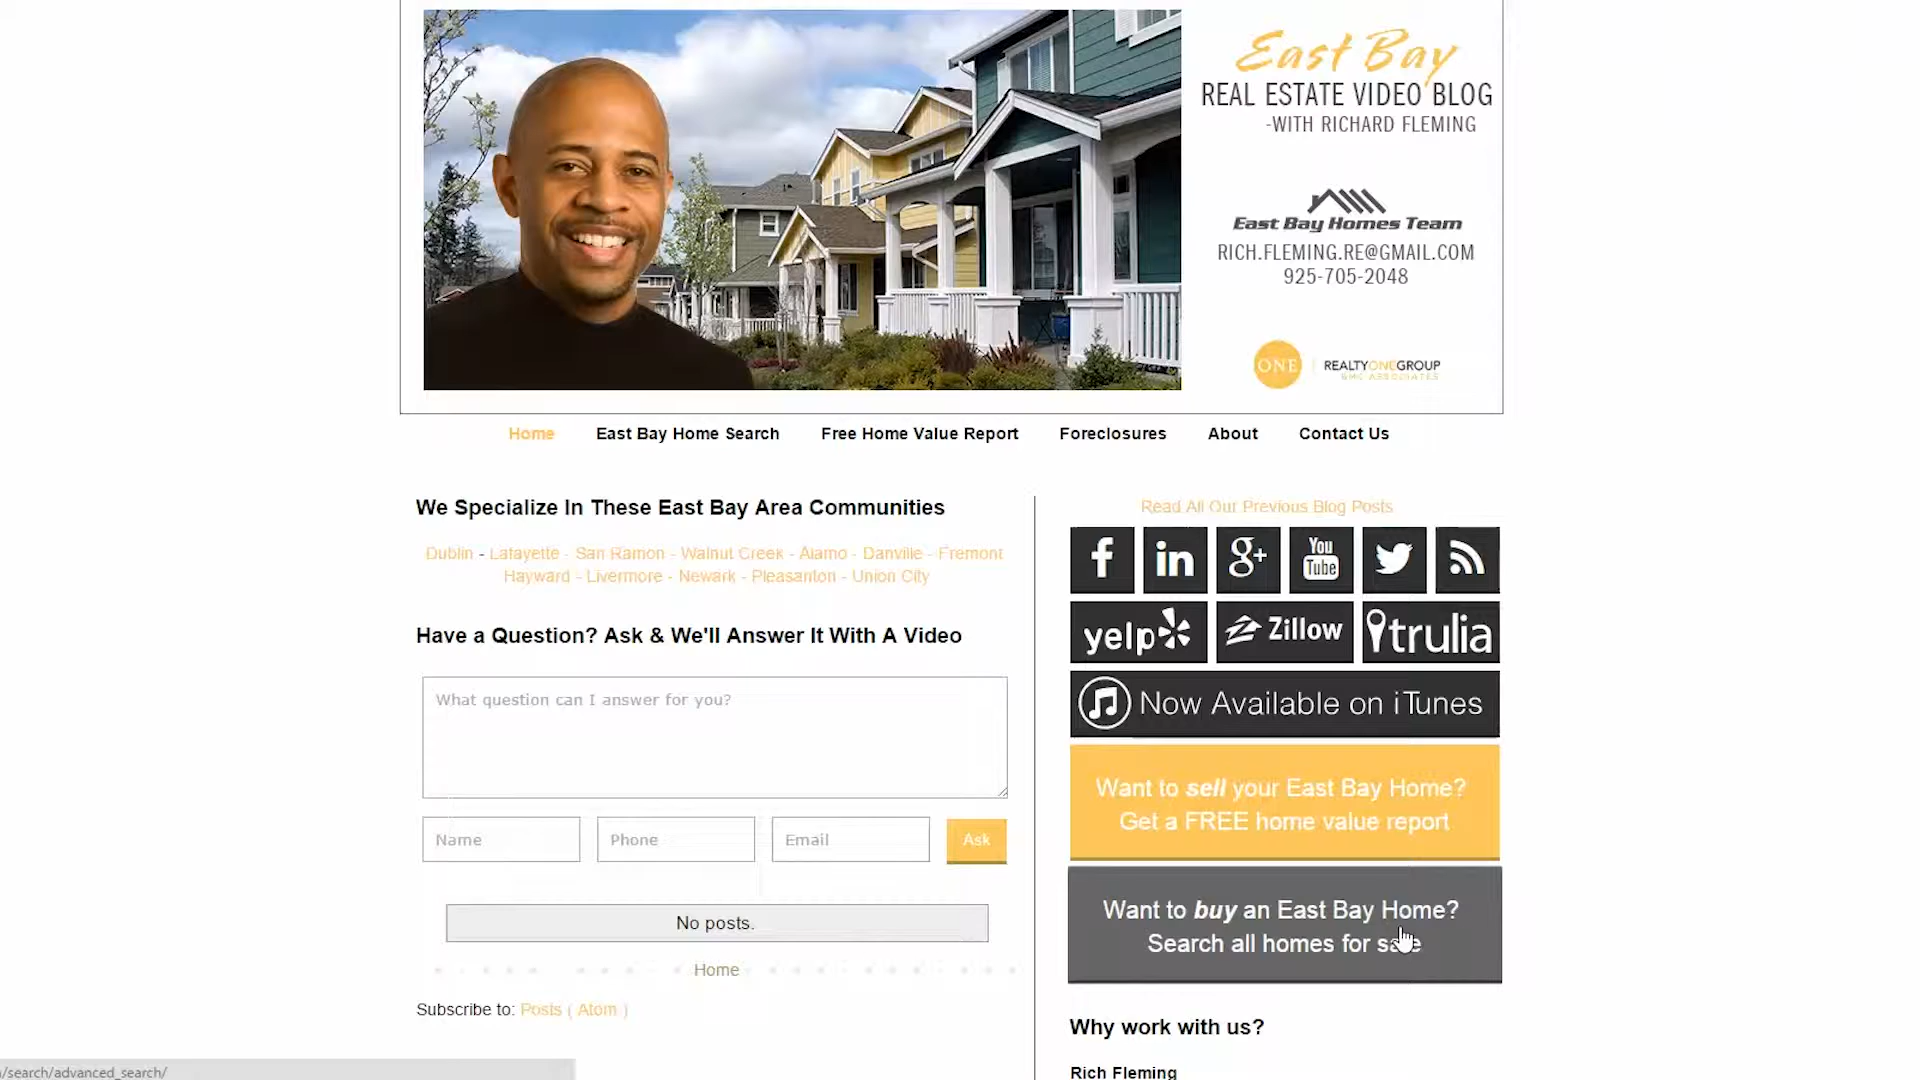 East Bay
REAL ESTATE VIDEO BLOG
-WITH RICHARD FLEMING
East Bay Homes Team
RICH.FLEMING.RE@GMAIL.COM
925-705-2048
ONE
REALTYONEGROUP
BMC ASSOCIATES
Home
East Bay Home Search
Free Home Value Report
Foreclosures
About
Contact Us
We Specialize In These East Bay Area Communities
Dublin - Lafayette - San Ramon - Walnut Creek - Alamo - Danville - Fremont
Hayward - Livermore - Newark - Pleasanton - Union City
Have a Question? Ask & We'll Answer It With A Video
What question can I answer for you?
Name
Phone
Email
Ask
No posts.
Home
Subscribe to: Posts ( Atom )
Read All Our Previous Blog Posts
f
in
g+
You
Tube
yelp
Zillow
trulia
Now Available on iTunes
Want to sell your East Bay Home?
Get a FREE home value report
Want to buy an East Bay Home?
Search all homes for sale
Why work with us?
Rich Fleming
/search/advanced_search/